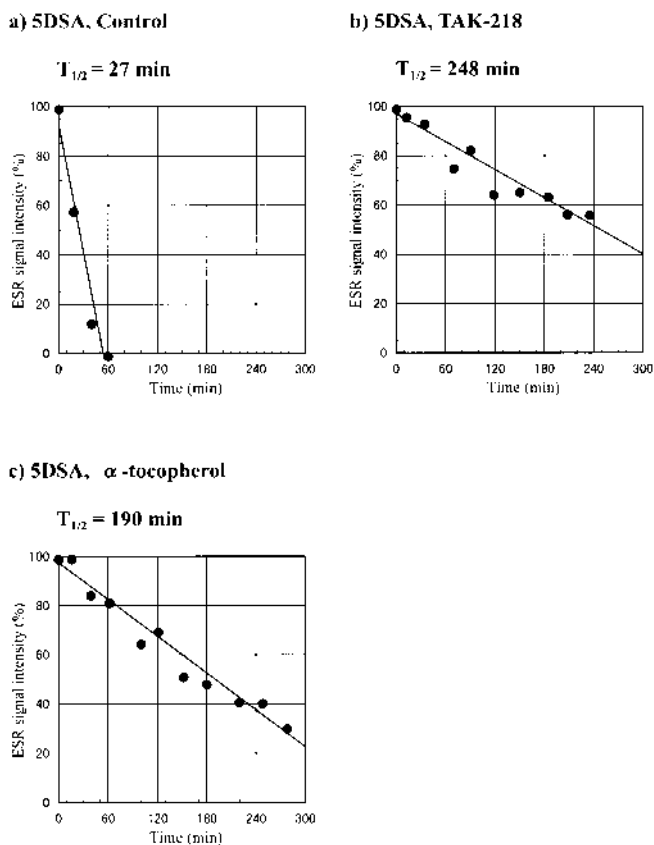 a) 5DSA, Control
T1/2 = 27 min
100
80
60
40
20
0
ESR signal intensity (%)
0 60 120 180 240 300
Time (min)
b) 5DSA, TAK-218
T1/2 = 248 min
100
80
60
40
20
0
ESR signal intensity (%)
0 60 120 180 240 300
Time (min)
c) 5DSA, α-tocopherol
T1/2 = 190 min
100
80
60
40
20
0
ESR signal intensity (%)
0 60 120 180 240 300
Time (min)